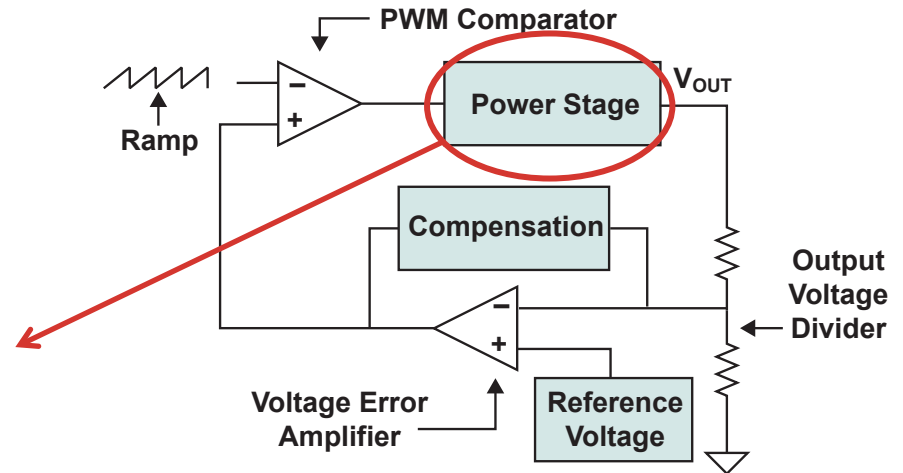 PWM Comparator
−
+
Ramp
Power Stage
VOUT
Compensation
−
+
Output
Voltage
Divider
Voltage Error
Amplifier
Reference
Voltage